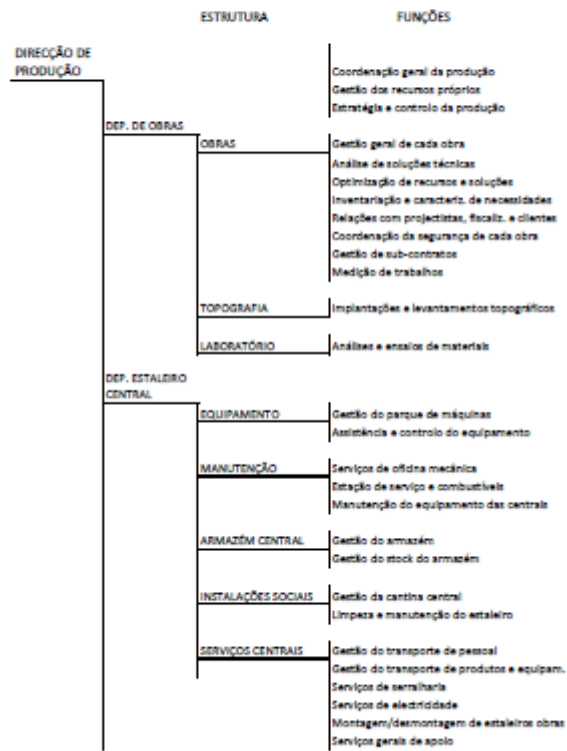 ESTRUTURA FUNÇÕES
DIRECÇÃO DE
PRODUÇÃO
Coordenação geral da produção
Gestão dos recursos próprios
Estratégia e controlo da produção
DEP. DE OBRAS
OBRAS Gestão geral de cada obra
Análise de soluções técnicas
Optimização de recursos e soluções
Inventariação e caracteriz. de necessidades
Relações com projectistas, fiscaliz. e clientes
Coordenação da segurança de cada obra
Gestão de sub-contratos
Medição de trabalhos
TOPOGRAFIA Implantações e levantamentos topográficos
LABORATÓRIO Análises e ensaios de materiais
DEP. ESTALEIRO
CENTRAL
EQUIPAMENTO Gestão do parque de máquinas
Assistência e controlo do equipamento
MANUTENÇÃO Serviços de oficina mecânica
Estação de serviço e combustíveis
Manutenção do equipamento das centrais
ARMAZÉM CENTRAL Gestão do armazém
Gestão do stock do armazém
INSTALAÇÕES SOCIAIS Gestão da cantina central
Limpeza e manutenção do estaleiro
SERVIÇOS CENTRAIS Gestão do transporte de pessoal
Gestão do transporte de produtos e equipam.
Serviços de serralharia
Serviços de electricidade
Montagem/desmontagem de estaleiros obras
Serviços gerais de apoio